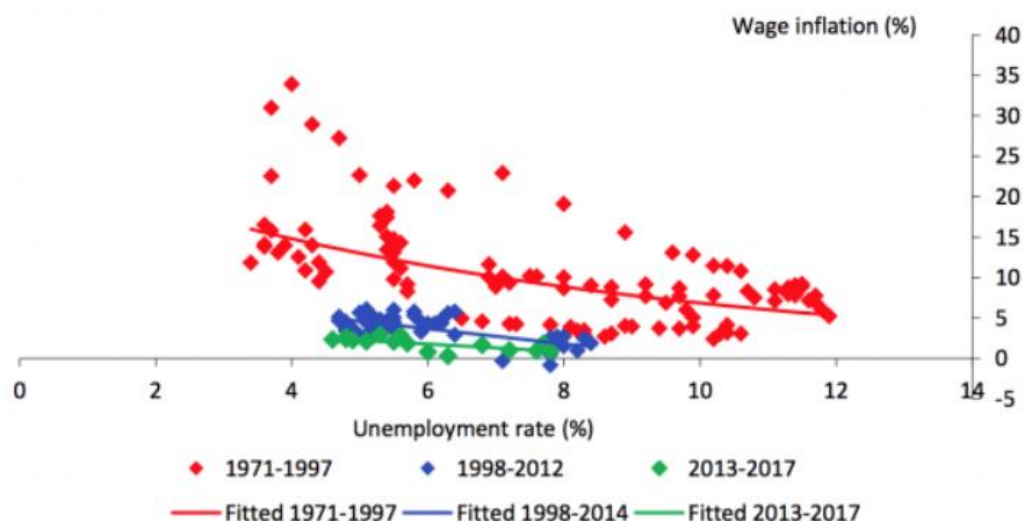 Wage inflation (%)
40
35
30
25
20
15
10
5
0
-5
0 2 4 6 8 10 12 14
Unemployment rate (%)
1971-1997 1998-2012 2013-2017
Fitted 1971-1997 Fitted 1998-2014 Fitted 2013-2017